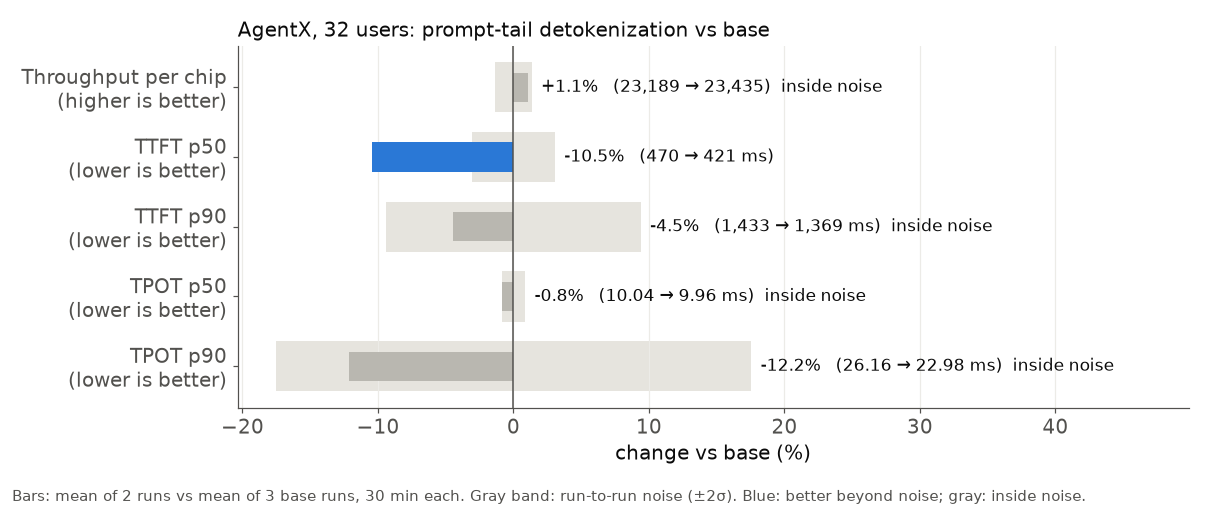 AgentX, 32 users: prompt-tail detokenization vs base
Throughput per chip
(higher is better)
+1.1% (23,189 → 23,435) inside noise
TTFT p50
(lower is better)
-10.5% (470 → 421 ms)
TTFT p90
(lower is better)
-4.5% (1,433 → 1,369 ms) inside noise
TPOT p50
(lower is better)
-0.8% (10.04 → 9.96 ms) inside noise
TPOT p90
(lower is better)
-12.2% (26.16 → 22.98 ms) inside noise
−20 −10 0 10 20 30 40
change vs base (%)
Bars: mean of 2 runs vs mean of 3 base runs, 30 min each. Gray band: run-to-run noise (±2σ). Blue: better beyond noise; gray: inside noise.